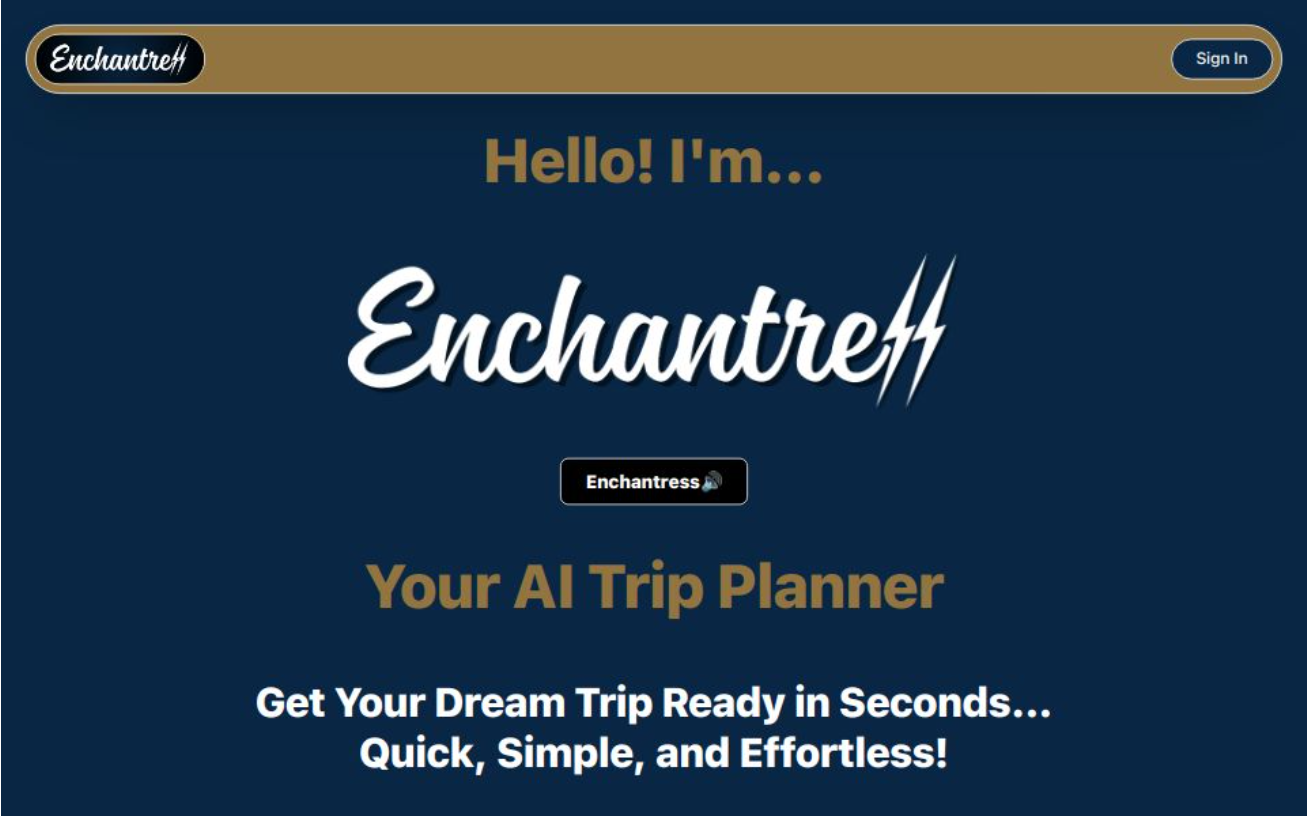 Enchantress
Sign In
Hello! I'm...
Enchantress
Enchantress🔊
Your AI Trip Planner
Get Your Dream Trip Ready in Seconds...
Quick, Simple, and Effortless!